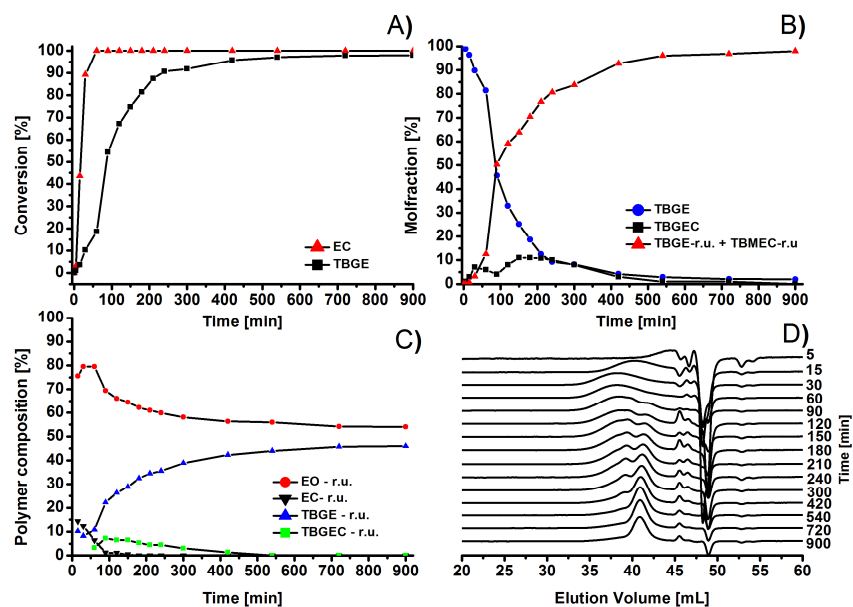 A)
Conversion [%]
100
90
80
70
60
50
40
30
20
10
0
EC
TBGE
0 100 200 300 400 500 600 700 800 900
Time [min]
B)
Molfraction [%]
100
90
80
70
60
50
40
30
20
10
0
TBGE
TBGEC
TBGE-r.u. + TBMEC-r.u
0 100 200 300 400 500 600 700 800 900
Time [min]
C)
Polymer composition [%]
100
90
80
70
60
50
40
30
20
10
0
EO - r.u.
EC- r.u.
TBGE - r.u.
TBGEC - r.u.
0 100 200 300 400 500 600 700 800 900
Time [min]
D)
5
15
30
60
90
120
150
180
210
240
300
420
540
720
900
Time [min]
20 25 30 35 40 45 50 55 60
Elution Volume [mL]